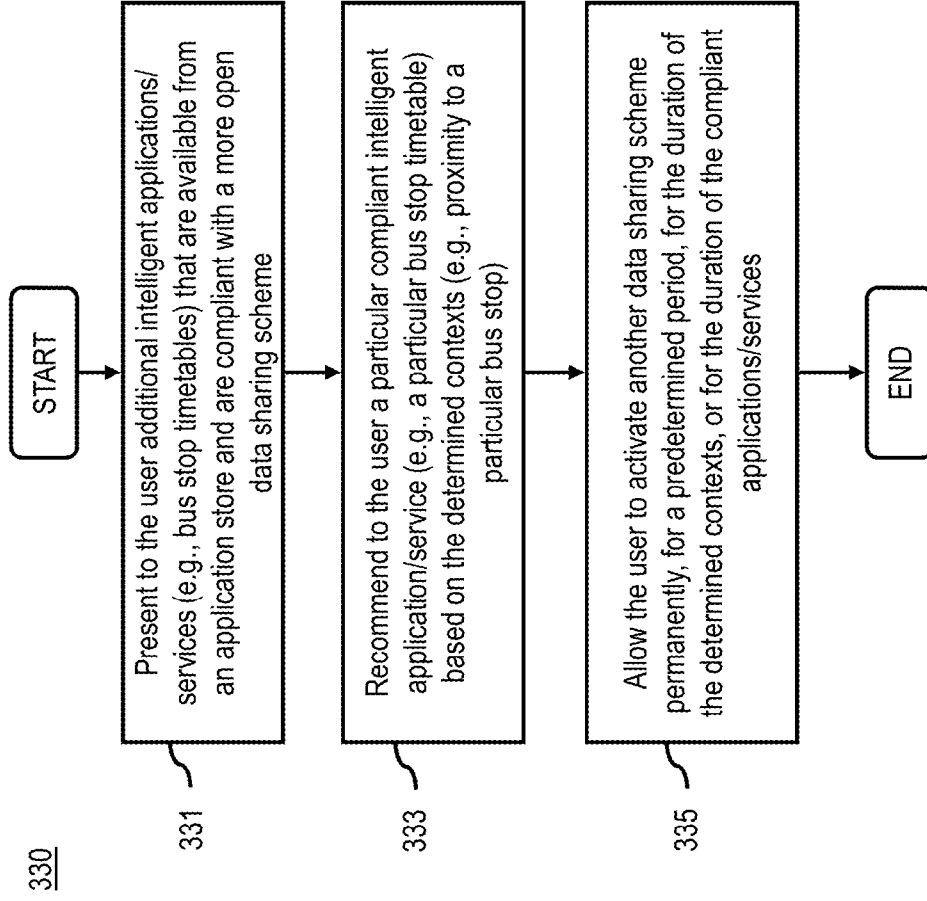 330
START
Present to the user additional intelligent applications/
services (e.g., bus stop timetables) that are available from
an application store and are compliant with a more open
data sharing scheme
331
Recommend to the user a particular compliant intelligent
application/service (e.g., a particular bus stop timetable)
based on the determined contexts (e.g., proximity to a
particular bus stop)
333
Allow the user to activate another data sharing scheme
permanently, for a predetermined period, for the duration of
the determined contexts, or for the duration of the compliant
applications/services
335
END